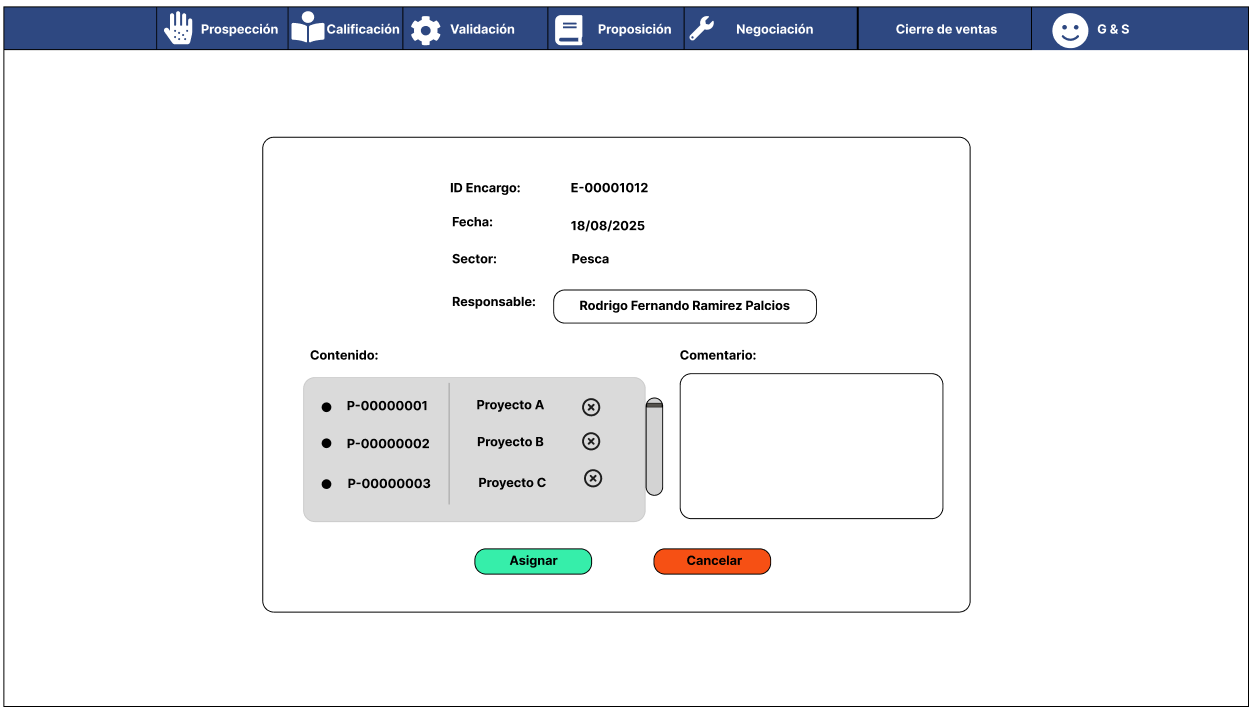 Prospección Calificación Validación Proposición Negociación Cierre de ventas G & S
ID Encargo: E-00001012
Fecha: 18/08/2025
Sector: Pesca
Responsable: Rodrigo Fernando Ramirez Palcios
Contenido: Comentario:
P-00000001 Proyecto A
P-00000002 Proyecto B
P-00000003 Proyecto C
Asignar Cancelar